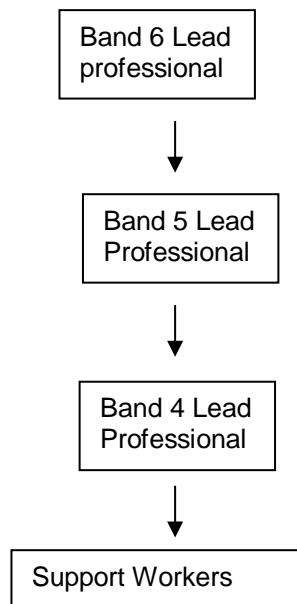 Band 6 Lead
professional
Band 5 Lead
Professional
Band 4 Lead
Professional
Support Workers